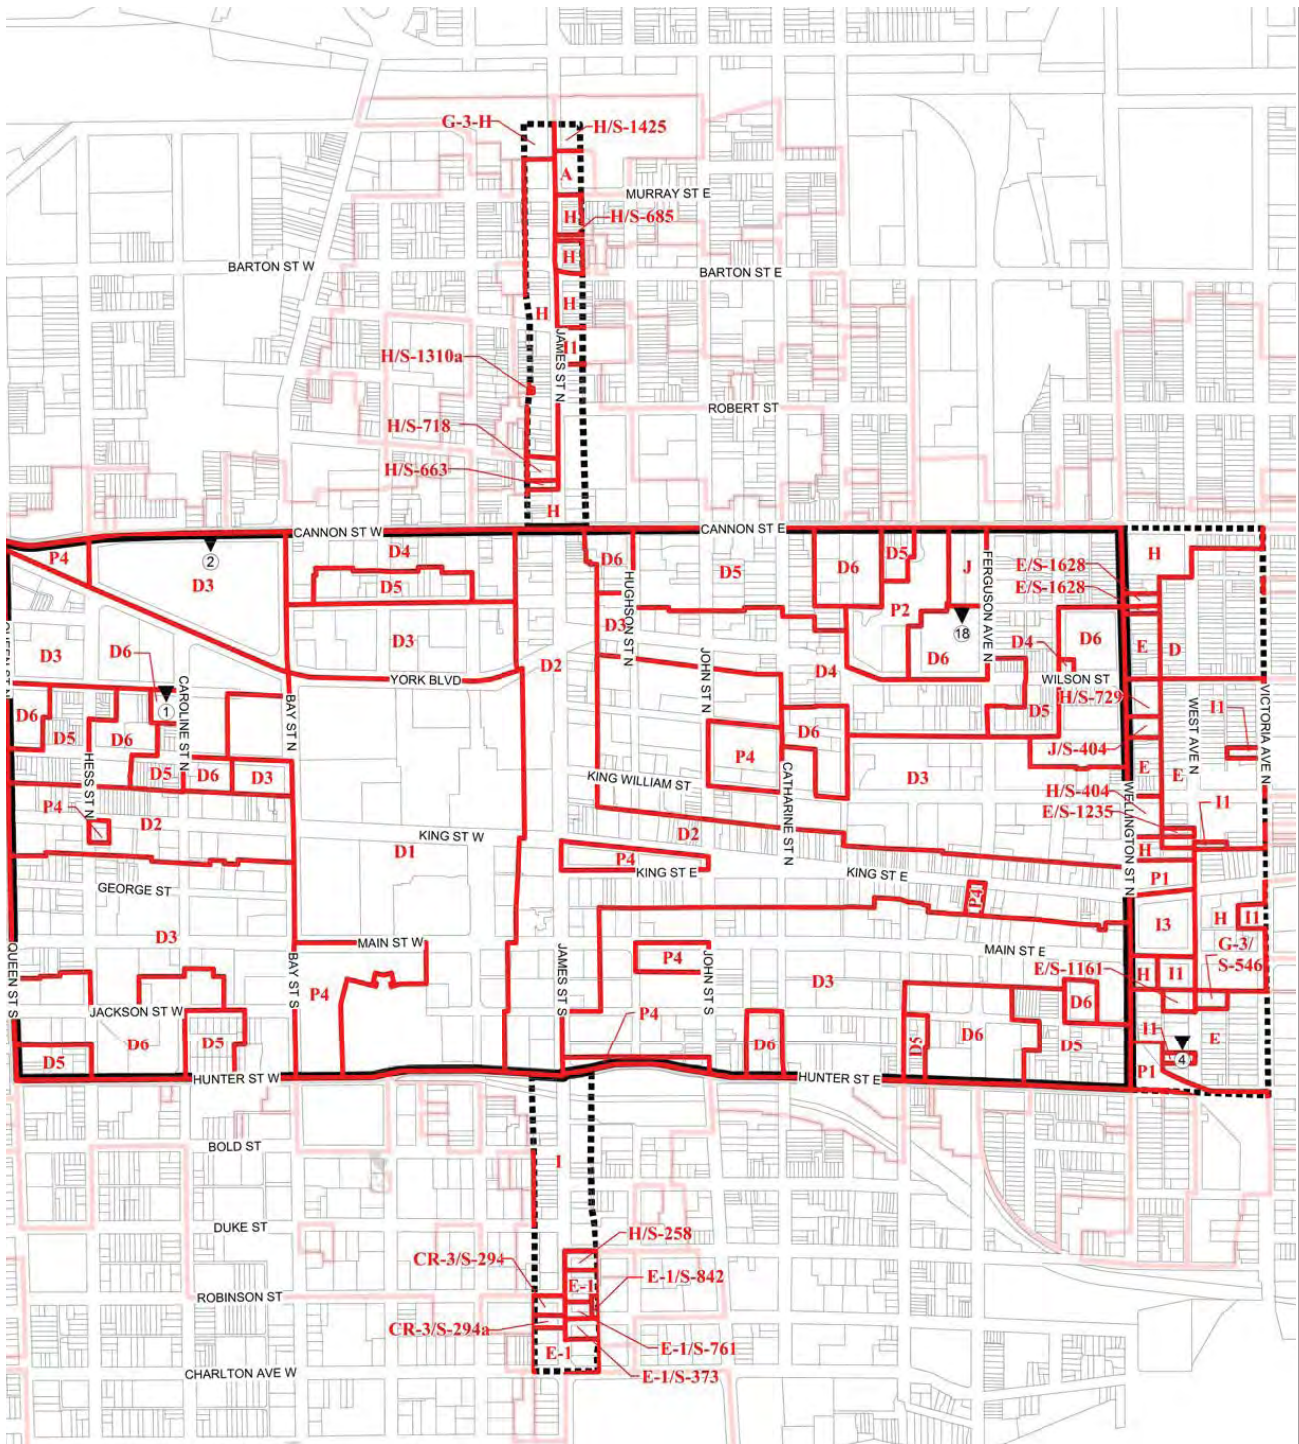 G-3-H
H/S-1425
A
MURRAY ST E
H
H/S-685
H
BARTON ST W
BARTON ST E
H
H
JAMES ST N
I1
H/S-1310a
ROBERT ST
H/S-718
H/S-663
H
CANNON ST W
CANNON ST E
P4
2
D3
D4
D5
D6
HUGHSON ST N
D5
D6
D5
J
FERGUSON AVE N
P2
18
D6
D4
D6
WILSON ST
D5
H
E/S-1628
E/S-1628
E
D
H/S-729
J/S-404
E
E
H/S-404
E/S-1235
WEST AVE N
VICTORIA AVE N
I1
I1
H
P1
WELLINGTON ST N
QUEEN ST N
D3
D6
1
CAROLINE ST N
BAY ST N
D3
YORK BLVD
D2
D3
JOHN ST N
D4
D6
P4
CATHARINE ST N
D3
D6
D5
D6
HESS ST N
D5
D6
D3
P4
D2
KING WILLIAM ST
D2
KING ST W
D1
P4
KING ST E
KING ST E
P4
GEORGE ST
D3
MAIN ST W
MAIN ST E
I3
H
I1
G-3/
S-546
E/S-1161
H
I1
QUEEN ST S
BAY ST S
P4
JAMES ST S
P4
JOHN ST S
D3
P4
JACKSON ST W
D6
D5
D5
D6
D5
D6
D6
D5
I1
4
E
P1
HUNTER ST W
HUNTER ST E
BOLD ST
I
DUKE ST
H/S-258
CR-3/S-294
E-1
E-1/S-842
ROBINSON ST
CR-3/S-294a
E-1
E-1/S-761
CHARLTON AVE W
E-1/S-373